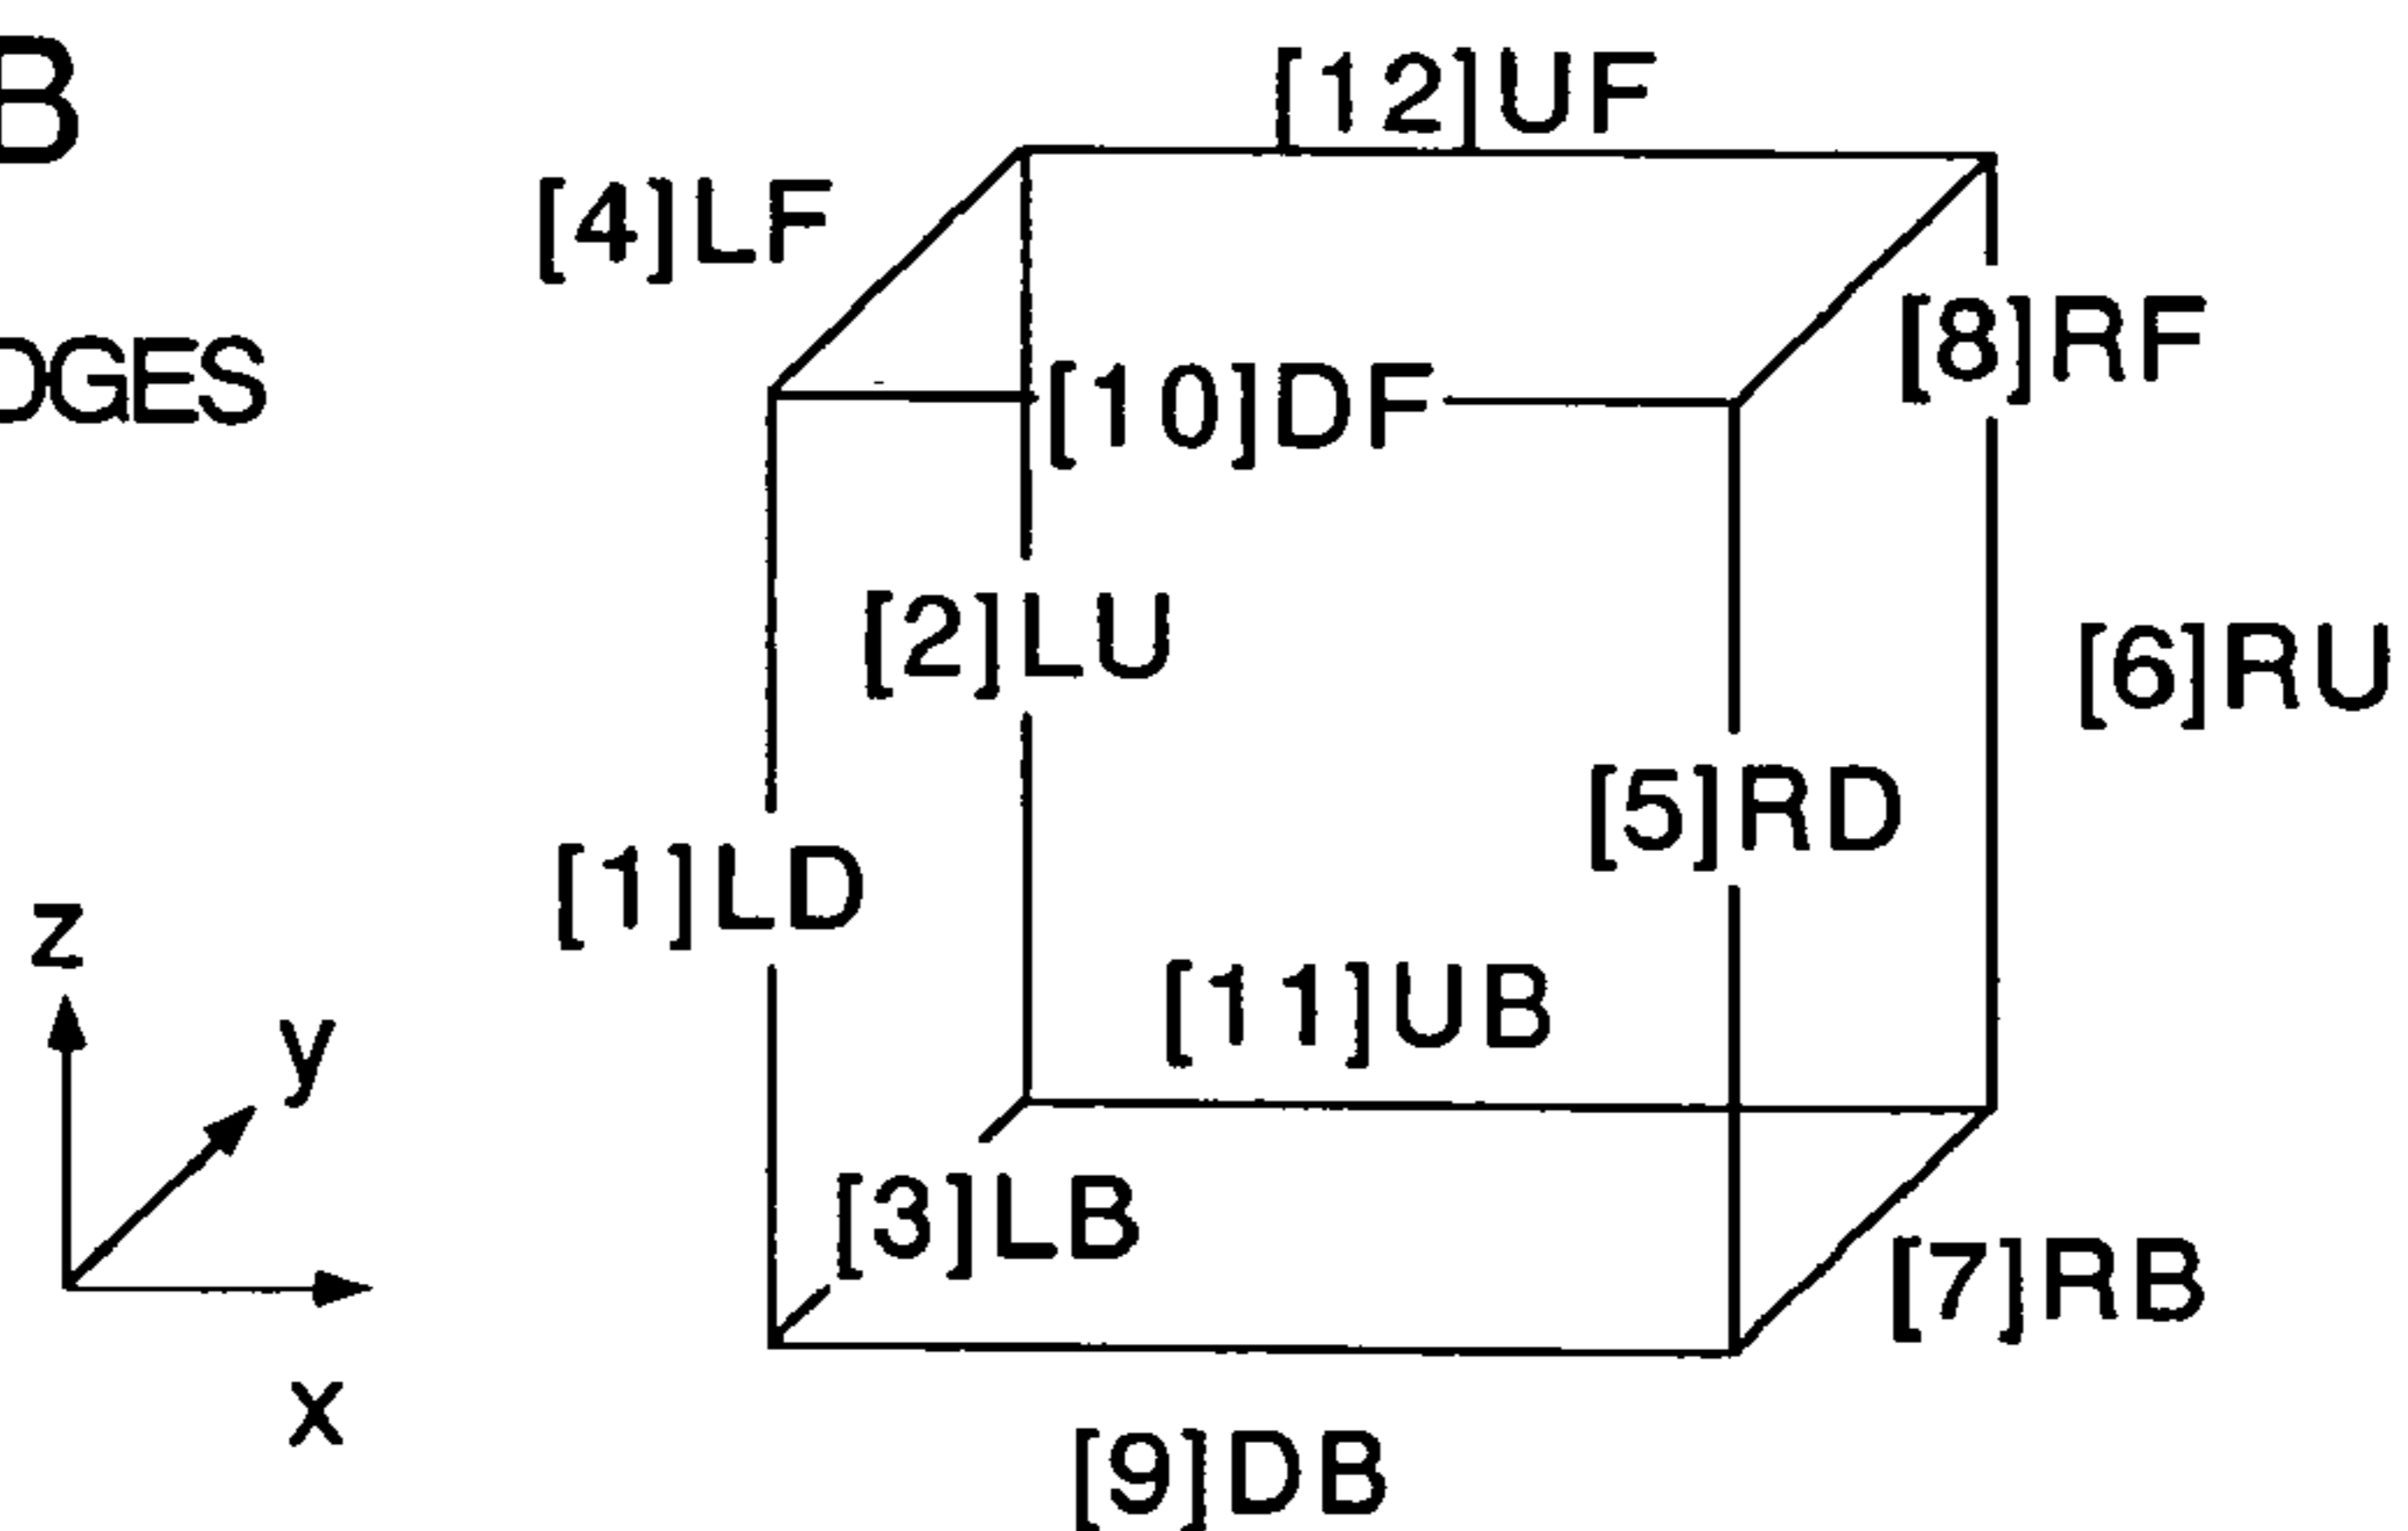 B
DGES
[12]UF
[4]LF
[8]RF
[10]DF
[2]LU
[6]RU
[5]RD
[1]LD
[11]UB
z
y
[3]LB
[7]RB
x
[9]DB